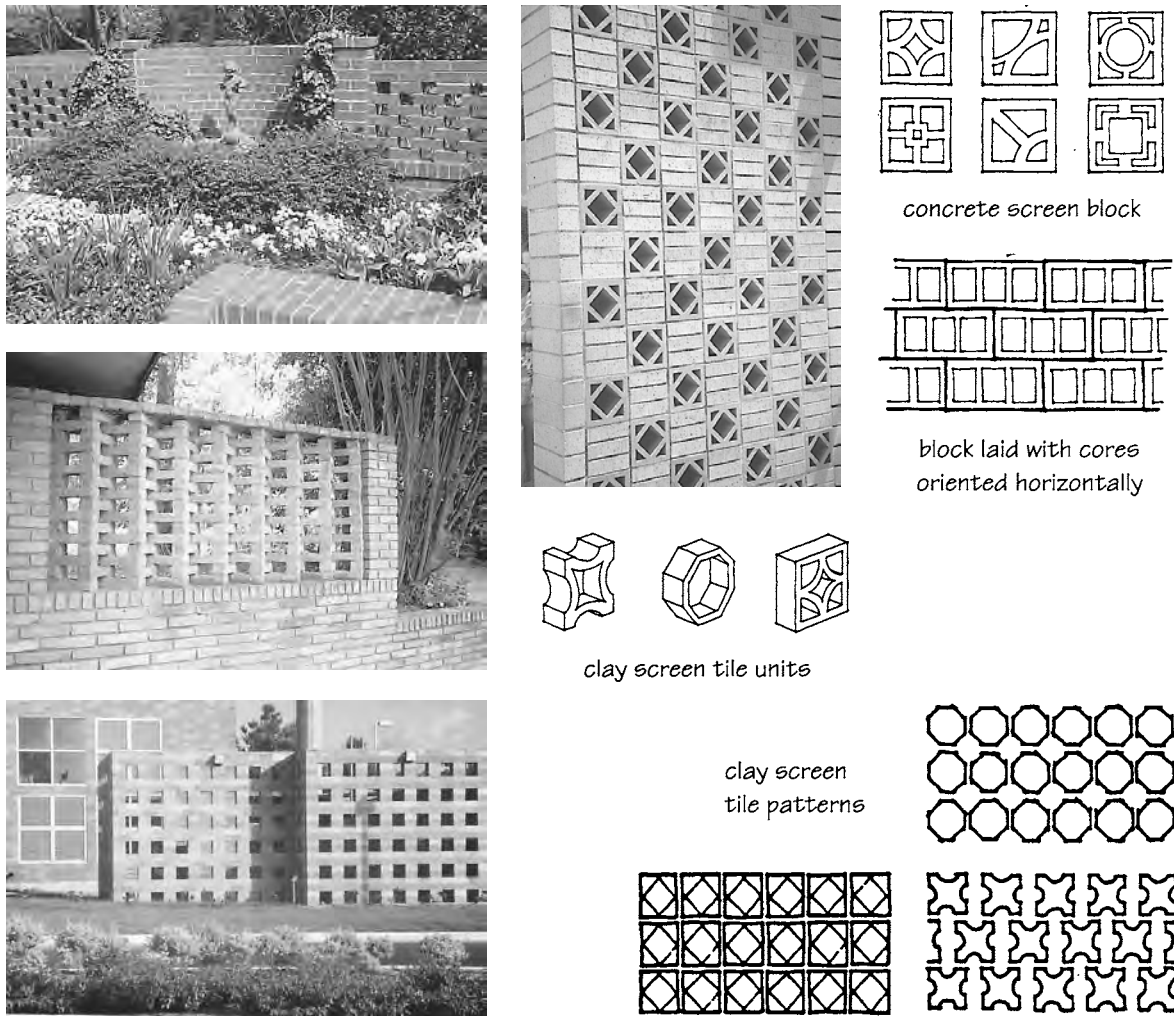 concrete screen block
block laid with cores
oriented horizontally
clay screen tile units
clay screen
tile patterns